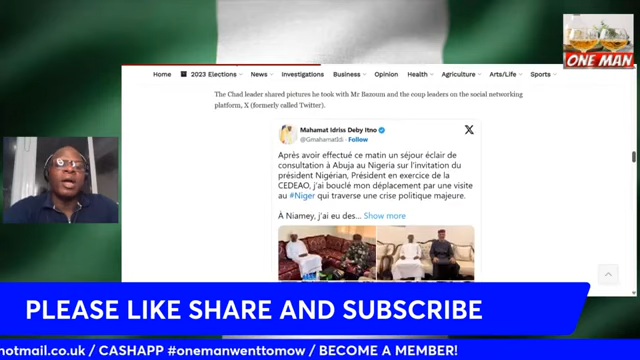 ONE MAN
Home 2023 Elections News Investigations Business Opinion Health Agriculture Arts/Life Sports
The Chad leader shared pictures he took with Mr Bazoum and the coup leaders on the social networking
platform, X (formerly called Twitter).
Mahamat Idriss Deby Itno
@GmahamatIdi · Follow
Après avoir effectué ce matin un séjour éclair de
consultation à Abuja au Nigeria sur l'invitation du
président Nigérian, Président en exercice de la
CEDEAO, j'ai bouclé mon déplacement par une visite
au #Niger qui traverse une crise politique majeure.
À Niamey, j'ai eu des... Show more
PLEASE LIKE SHARE AND SUBSCRIBE
hotmail.co.uk / CASHAPP #onemanwenttomow / BECOME A MEMBER!